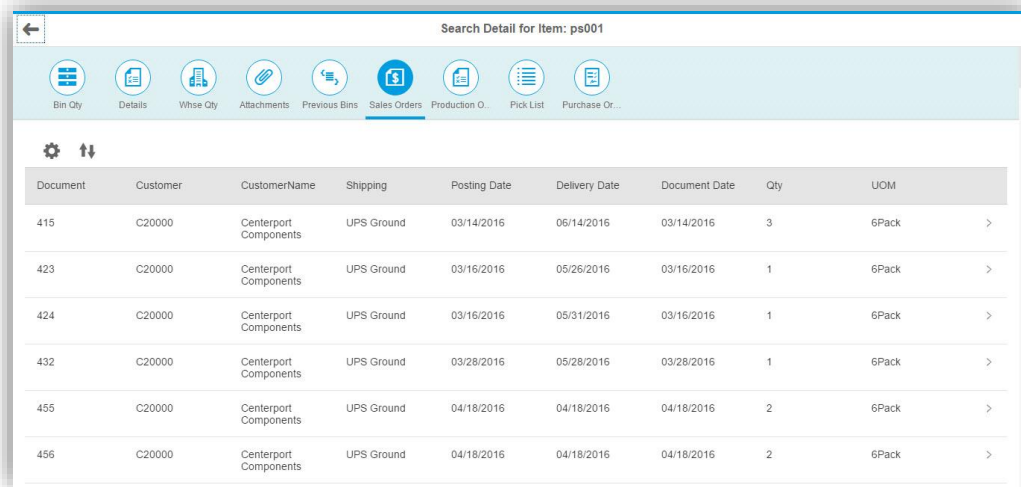 Search Detail for Item: ps001
Bin Qty Details Whse Qty Attachments Previous Bins Sales Orders Production O... Pick List Purchase Or...
Document Customer CustomerName Shipping Posting Date Delivery Date Document Date Qty UOM
415 C20000 Centerport UPS Ground 03/14/2016 06/14/2016 03/14/2016 3 6Pack
Components
423 C20000 Centerport UPS Ground 03/16/2016 05/26/2016 03/16/2016 1 6Pack
Components
424 C20000 Centerport UPS Ground 03/16/2016 05/31/2016 03/16/2016 1 6Pack
Components
432 C20000 Centerport UPS Ground 03/28/2016 05/28/2016 03/28/2016 1 6Pack
Components
455 C20000 Centerport UPS Ground 04/18/2016 04/18/2016 04/18/2016 2 6Pack
Components
456 C20000 Centerport UPS Ground 04/18/2016 04/18/2016 04/18/2016 2 6Pack
Components